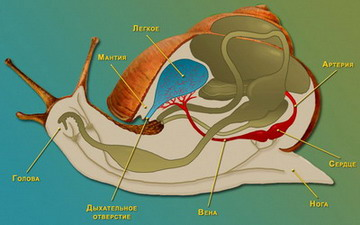 Легкое
Мантия
Артерия
Голова
Дыхательное
отверстие
Вена
Сердце
Нога